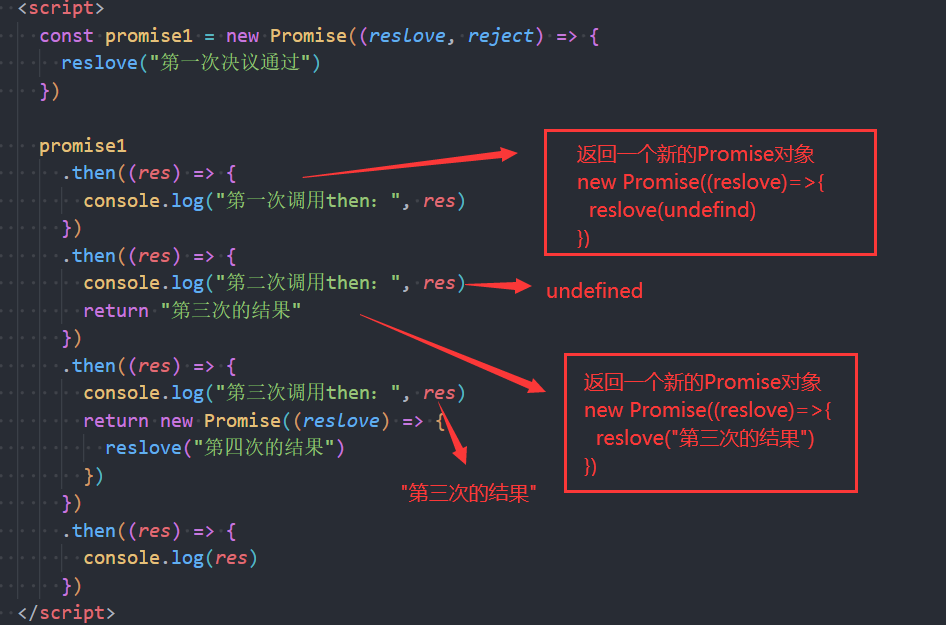 <script>
const promise1 = new Promise((reslove, reject) => {
reslove("第一次决议通过")
})
promise1
.then((res) => {
console.log("第一次调用then: ", res)
})
.then((res) => {
console.log("第二次调用then: ", res)
return "第三次的结果"
})
.then((res) => {
console.log("第三次调用then: ", res)
return new Promise((reslove) => {
reslove("第四次的结果")
})
})
.then((res) => {
console.log(res)
})
</script>
返回一个新的Promise对象
new Promise((reslove)=>{
reslove(undefind)
})
undefined
返回一个新的Promise对象
new Promise((reslove)=>{
reslove("第三次的结果")
})
"第三次的结果"